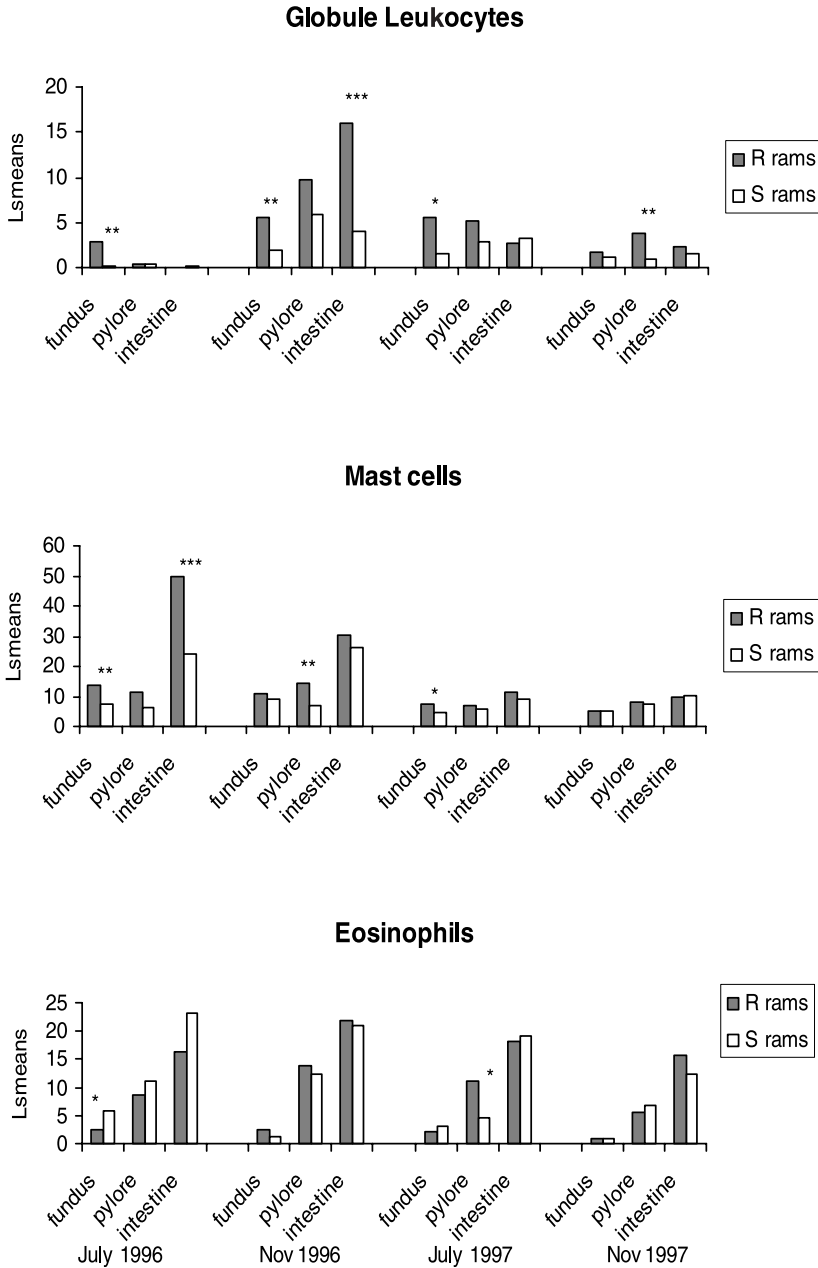 Globule Leukocytes
20
15
10
5
0
Lsmeans
**
**
***
*
**
R rams
S rams
fundus pylore intestine fundus pylore intestine fundus pylore intestine fundus pylore intestine
Mast cells
60
50
40
30
20
10
0
Lsmeans
**
***
**
*
R rams
S rams
fundus pylore intestine fundus pylore intestine fundus pylore intestine fundus pylore intestine
Eosinophils
25
20
15
10
5
0
Lsmeans
*
*
R rams
S rams
fundus pylore intestine fundus pylore intestine fundus pylore intestine fundus pylore intestine
July 1996 Nov 1996 July 1997 Nov 1997